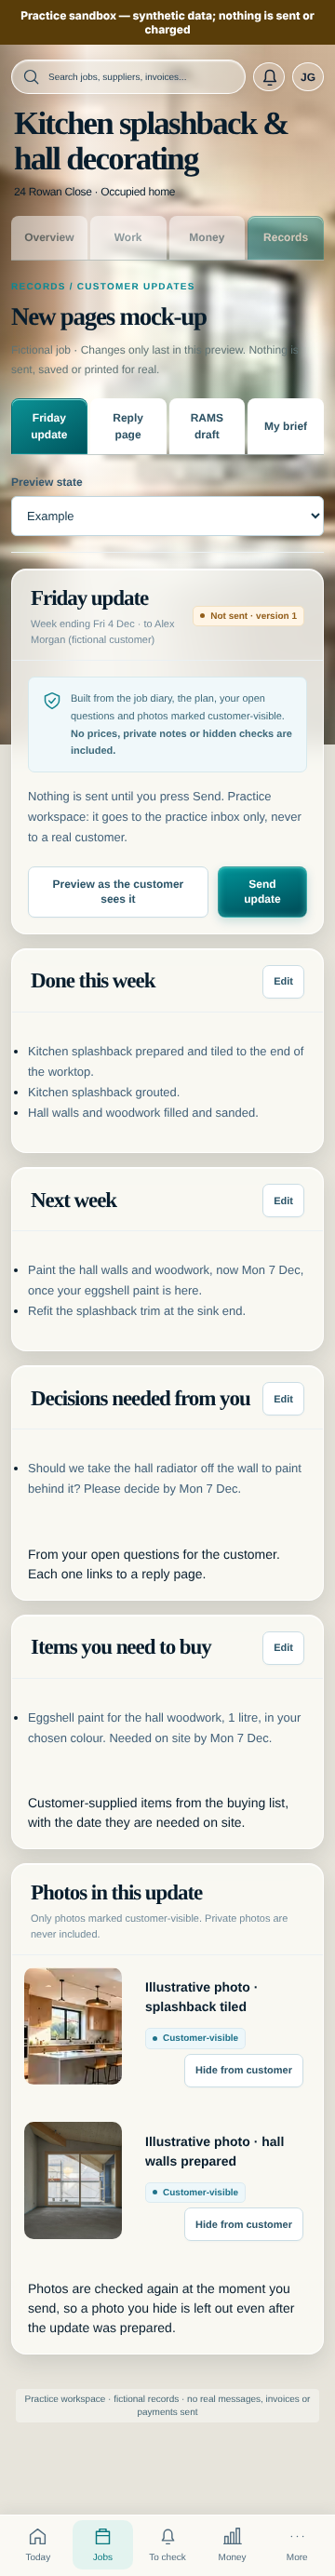 Practice sandbox — synthetic data; nothing is sent or
charged
Search jobs, suppliers, invoices...
JG
Kitchen splashback &
hall decorating
24 Rowan Close · Occupied home
Overview
Work
Money
Records
RECORDS / CUSTOMER UPDATES
New pages mock-up
Fictional job · Changes only last in this preview. Nothing is
sent, saved or printed for real.
Friday
update
Reply
page
RAMS
draft
My brief
Preview state
Example
Friday update
Week ending Fri 4 Dec · to Alex
Morgan (fictional customer)
Not sent · version 1
Built from the job diary, the plan, your open
questions and photos marked customer-visible.
No prices, private notes or hidden checks are
included.
Nothing is sent until you press Send. Practice
workspace: it goes to the practice inbox only, never
to a real customer.
Preview as the customer
sees it
Send
update
Done this week
Edit
Kitchen splashback prepared and tiled to the end of
the worktop.
Kitchen splashback grouted.
Hall walls and woodwork filled and sanded.
Next week
Edit
Paint the hall walls and woodwork, now Mon 7 Dec,
once your eggshell paint is here.
Refit the splashback trim at the sink end.
Decisions needed from you
Edit
Should we take the hall radiator off the wall to paint
behind it? Please decide by Mon 7 Dec.
From your open questions for the customer.
Each one links to a reply page.
Items you need to buy
Edit
Eggshell paint for the hall woodwork, 1 litre, in your
chosen colour. Needed on site by Mon 7 Dec.
Customer-supplied items from the buying list,
with the date they are needed on site.
Photos in this update
Only photos marked customer-visible. Private photos are
never included.
Illustrative photo ·
splashback tiled
Customer-visible
Hide from customer
Illustrative photo · hall
walls prepared
Customer-visible
Hide from customer
Photos are checked again at the moment you
send, so a photo you hide is left out even after
the update was prepared.
Practice workspace · fictional records · no real messages, invoices or
payments sent
Today
Jobs
To check
Money
More